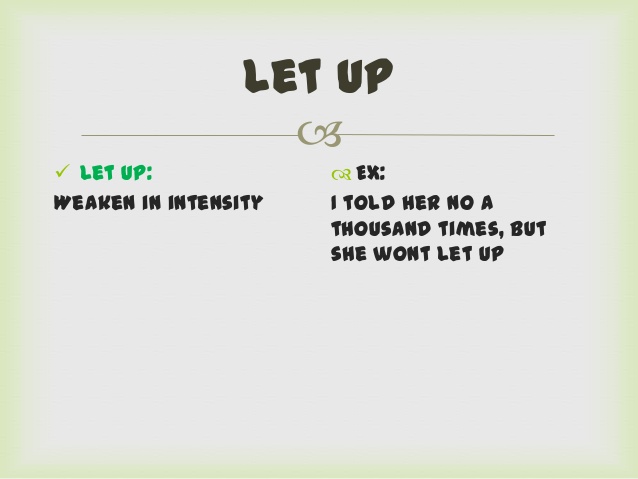 LET UP
LET UP:
WEAKEN IN INTENSITY
EX:
I TOLD HER NO A
THOUSAND TIMES, BUT
SHE WONT LET UP